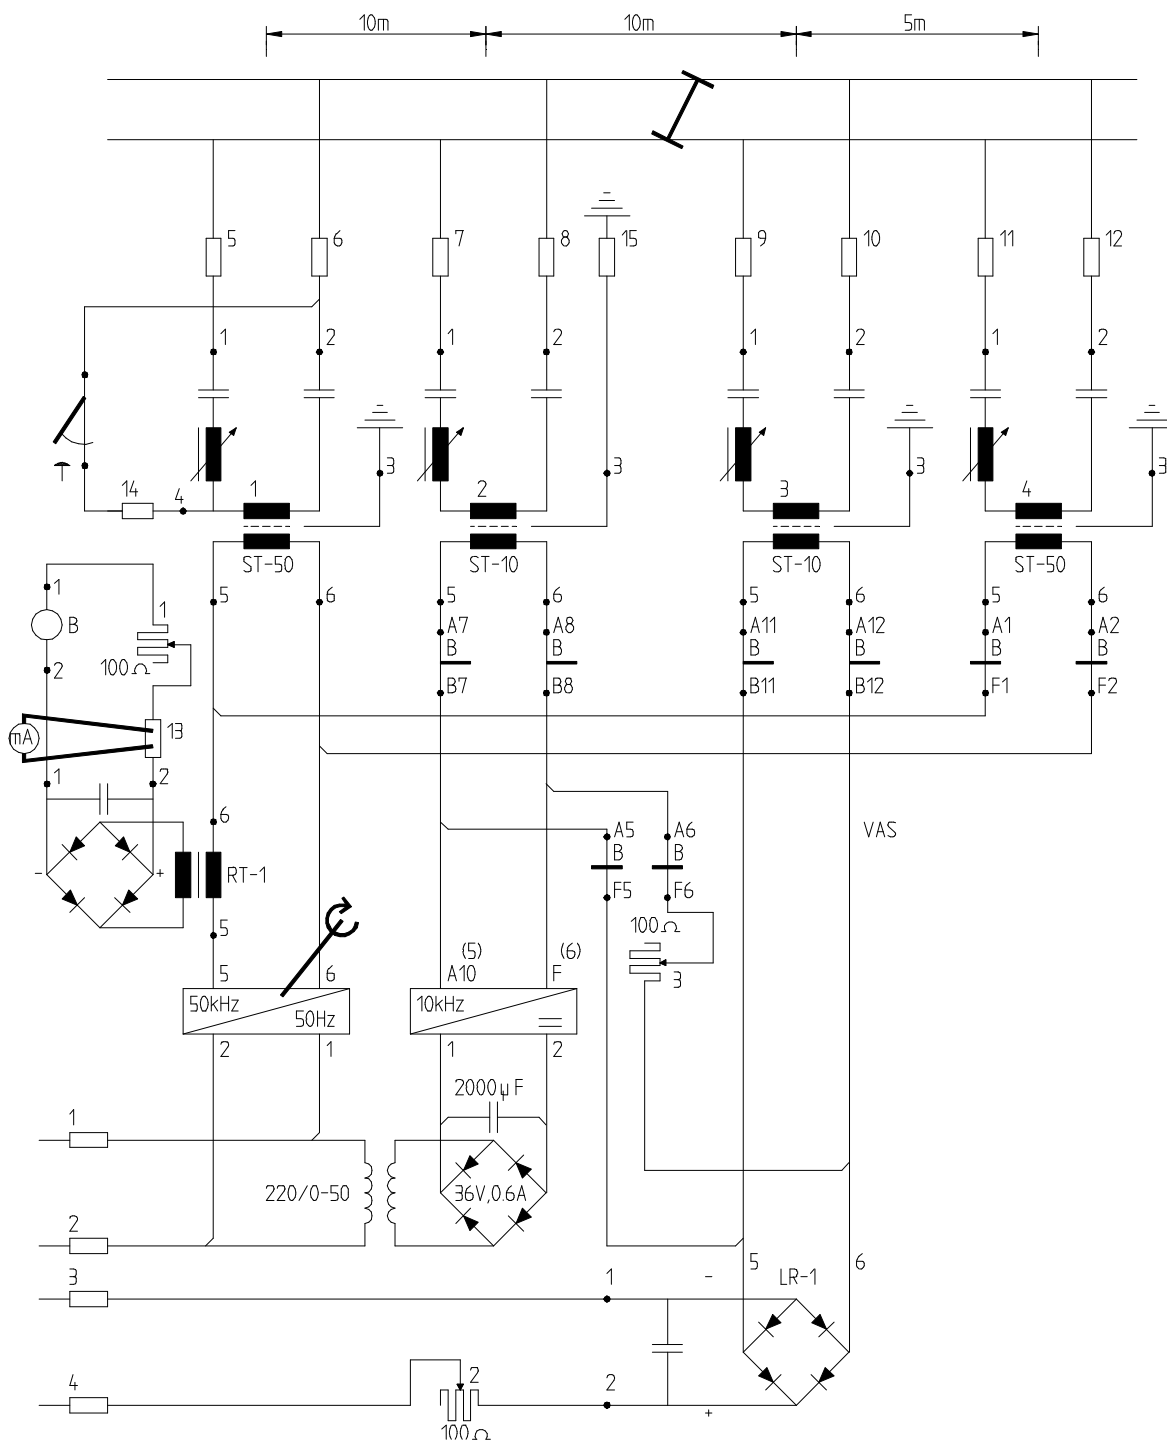 10m 10m 5m
5 6 7 8 15 9 10 11 12
1 2 1 2 1 2 1 2
3 3 3 3
14 4 1 2 3 4
ST-50 ST-10 ST-10 ST-50
1 1 5 6 5 6 5 6 5 6
B A7 A8 A11 A12 A1 A2
B B B B B B
100Ω
2 B7 B8 B11 B12 F1 F2
mA 13
1 2
6 A5 A6 VAS
B B
- + RT-1 F5 F6
5 100Ω
(5) (6)
5 6 A10 F 3
50kHz 10kHz
50Hz
2 1 1 2
2000µF
1
220/0-50 36V,0.6A
2
5 6
3 1 - LR-1
4 2 2
+
100Ω